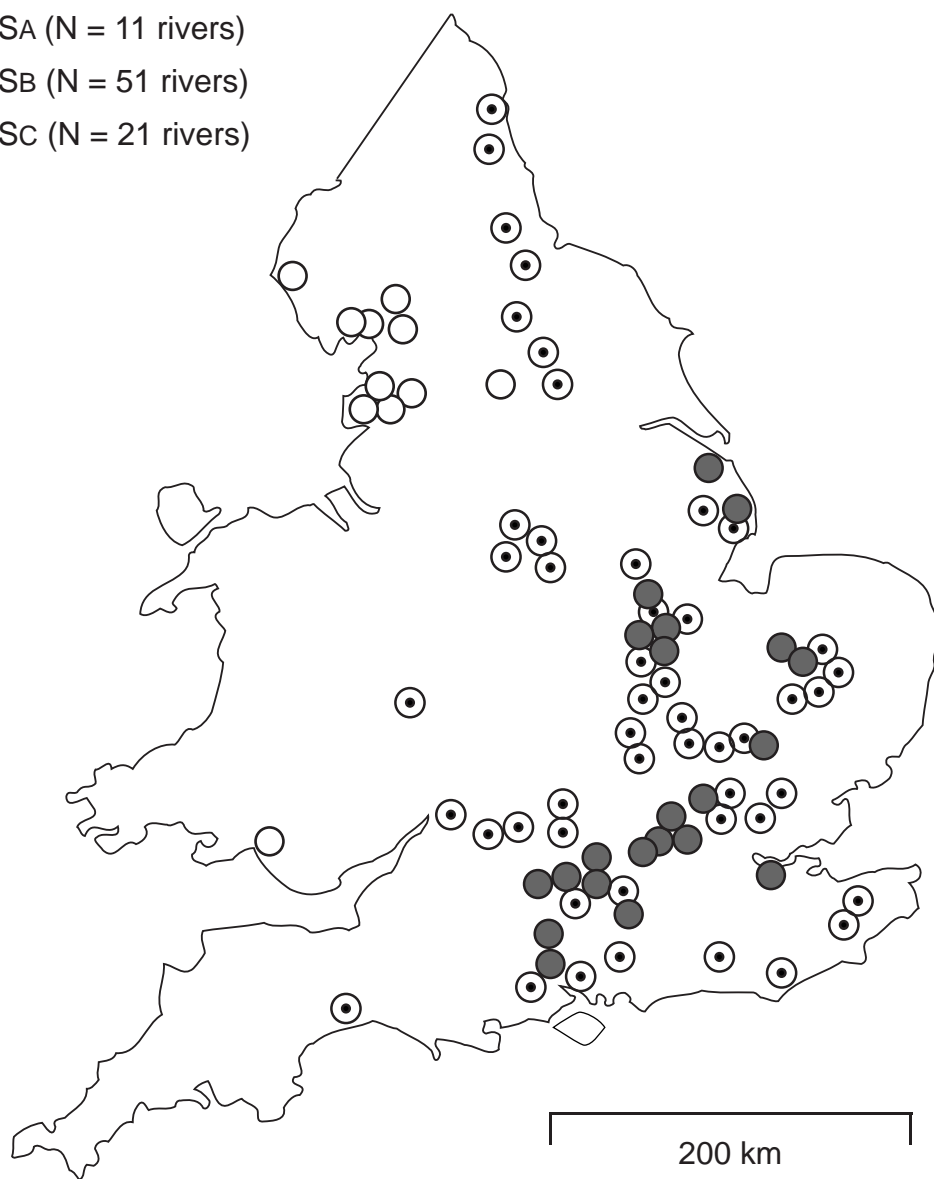 SA (N = 11 rivers)
SB (N = 51 rivers)
SC (N = 21 rivers)
200 km